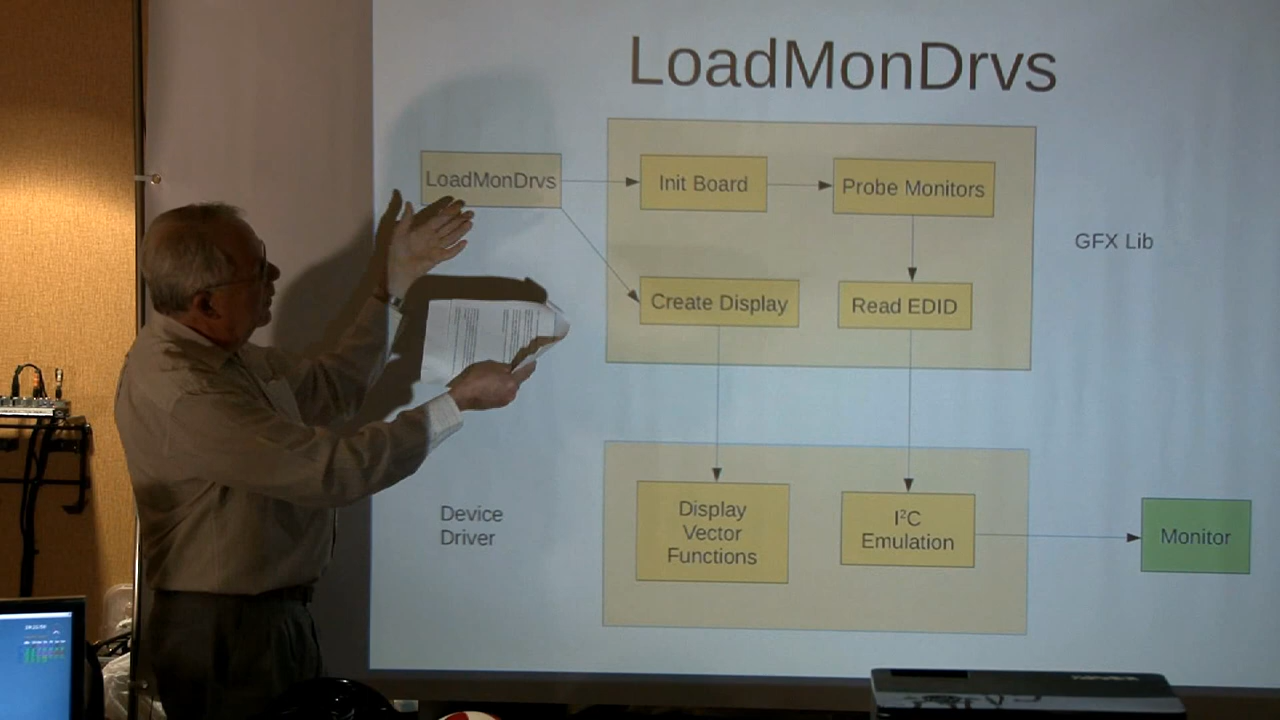 LoadMonDrvs
LoadMonDrvs
Init Board
Probe Monitors
GFX Lib
Create Display
Read EDID
Device
Driver
Display
Vector
Functions
I²C
Emulation
Monitor